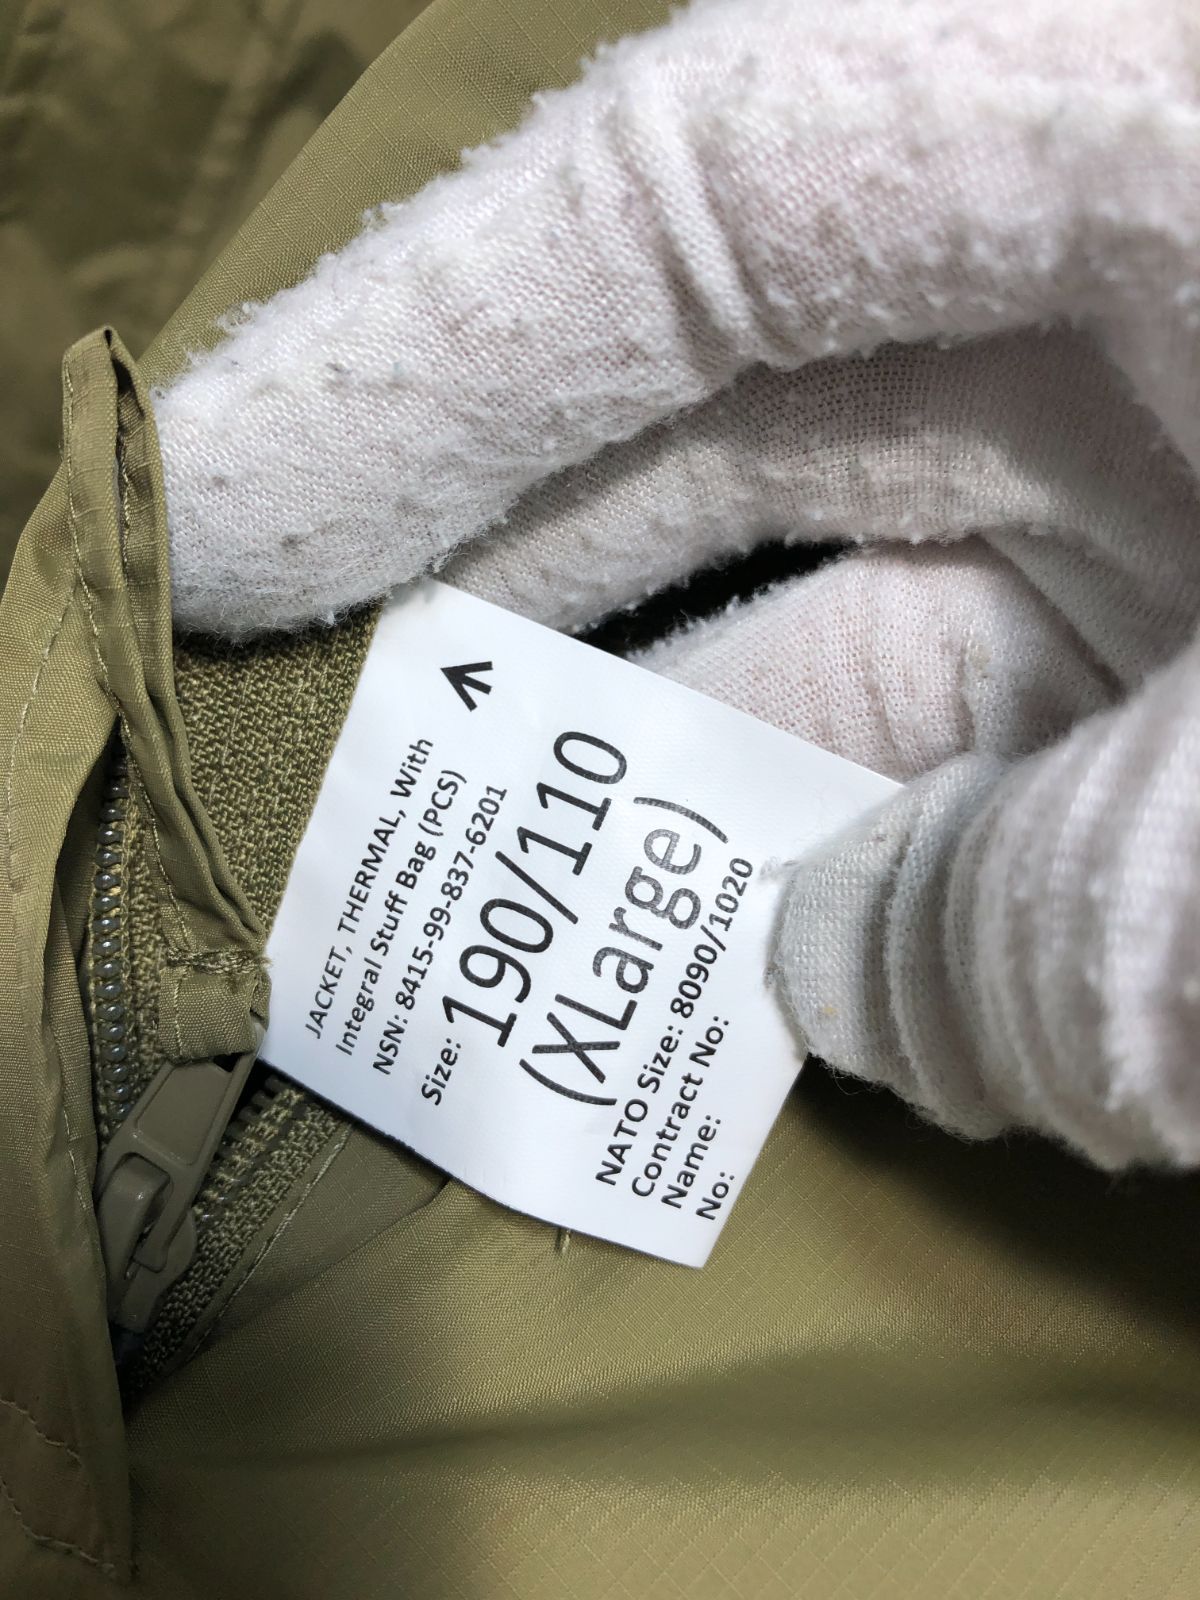 JACKET, THERMAL, With
Integral Stuff Bag (PCS)
NSN: 8415-99-837-6201
Size: 190/110
(XLarge)
NATO Size: 8090/1020
Contract No:
Name:
No: